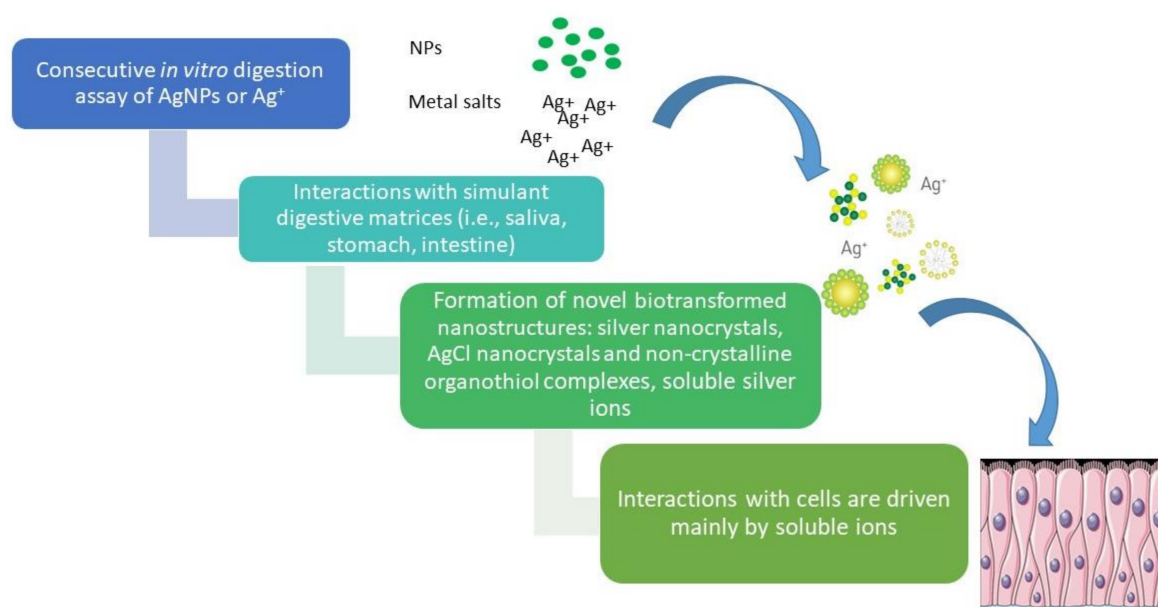 Consecutive in vitro digestion
assay of AgNPs or Ag⁺
NPs
Metal salts
Ag+
Ag+
Ag+
Ag+
Ag+
Ag+
Interactions with simulant
digestive matrices (i.e., saliva,
stomach, intestine)
Ag⁺
Ag⁺
Formation of novel biotransformed
nanostructures: silver nanocrystals,
AgCl nanocrystals and non-crystalline
organothiol complexes, soluble silver
ions
Interactions with cells are driven
mainly by soluble ions